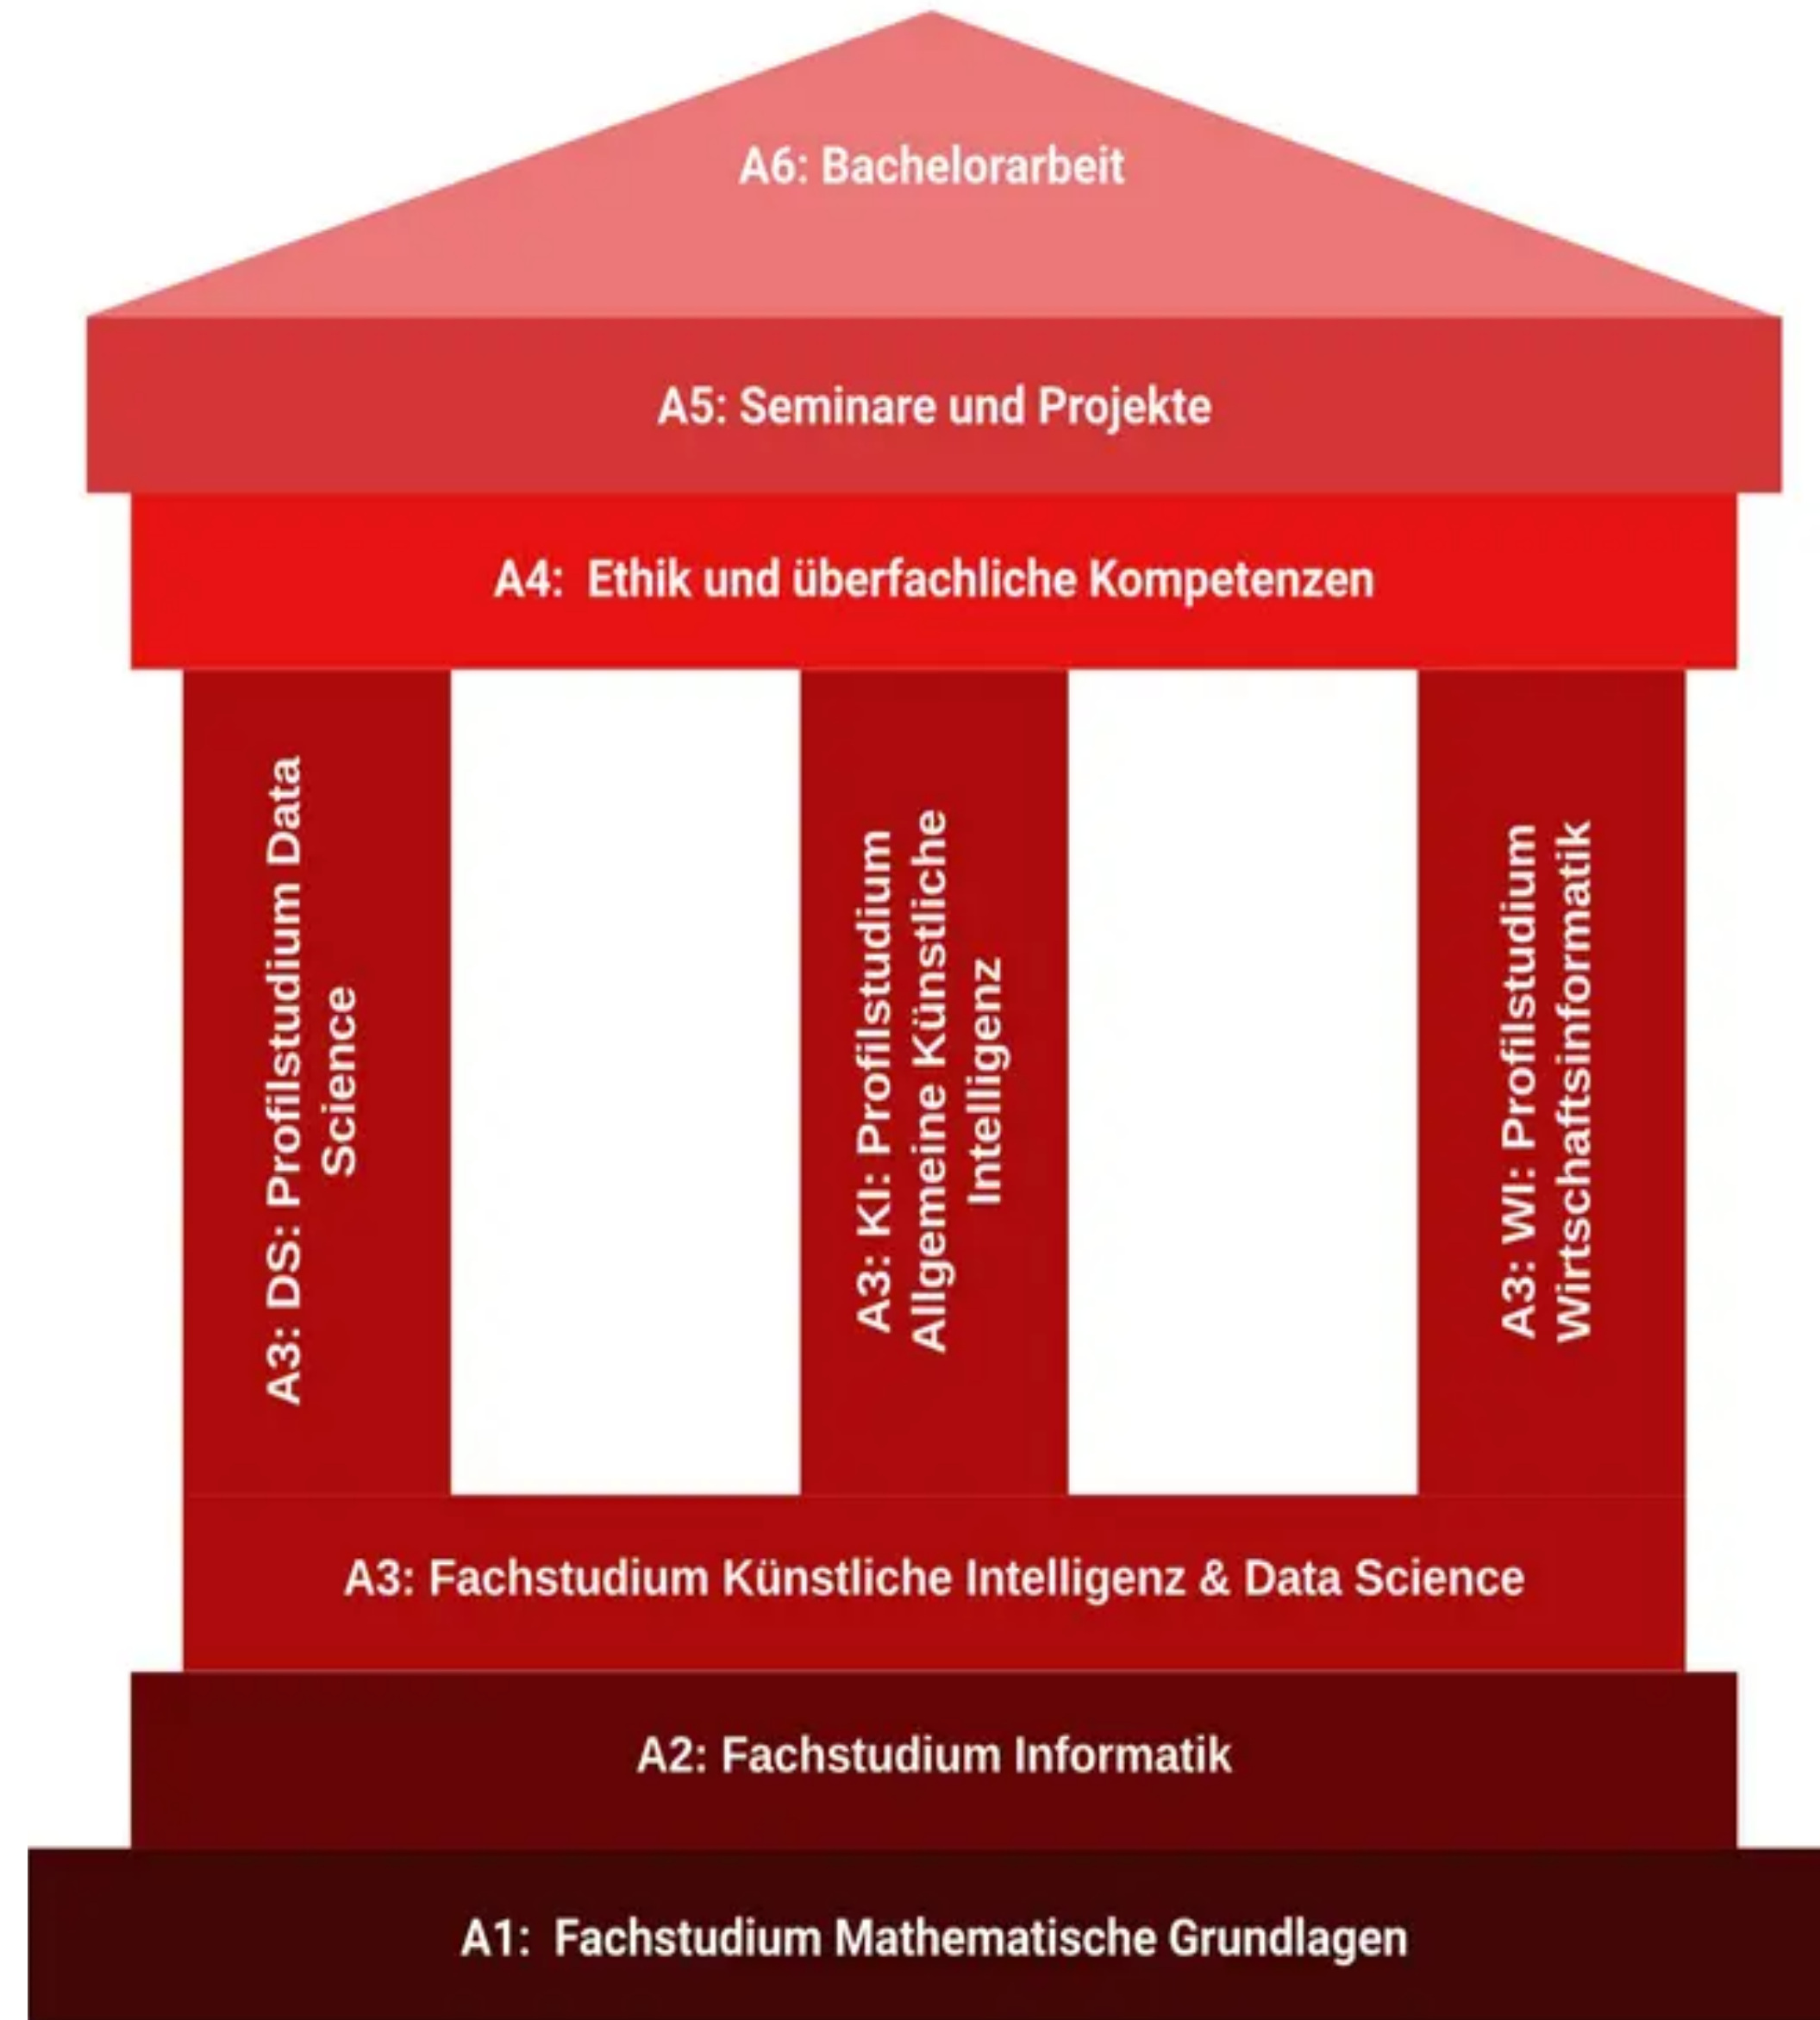 A6: Bachelorarbeit
A5: Seminare und Projekte
A4: Ethik und überfachliche Kompetenzen
A3: DS: Profilstudium Data
Science
A3: KI: Profilstudium
Allgemeine Künstliche
Intelligenz
A3: WI: Profilstudium
Wirtschaftsinformatik
A3: Fachstudium Künstliche Intelligenz & Data Science
A2: Fachstudium Informatik
A1: Fachstudium Mathematische Grundlagen